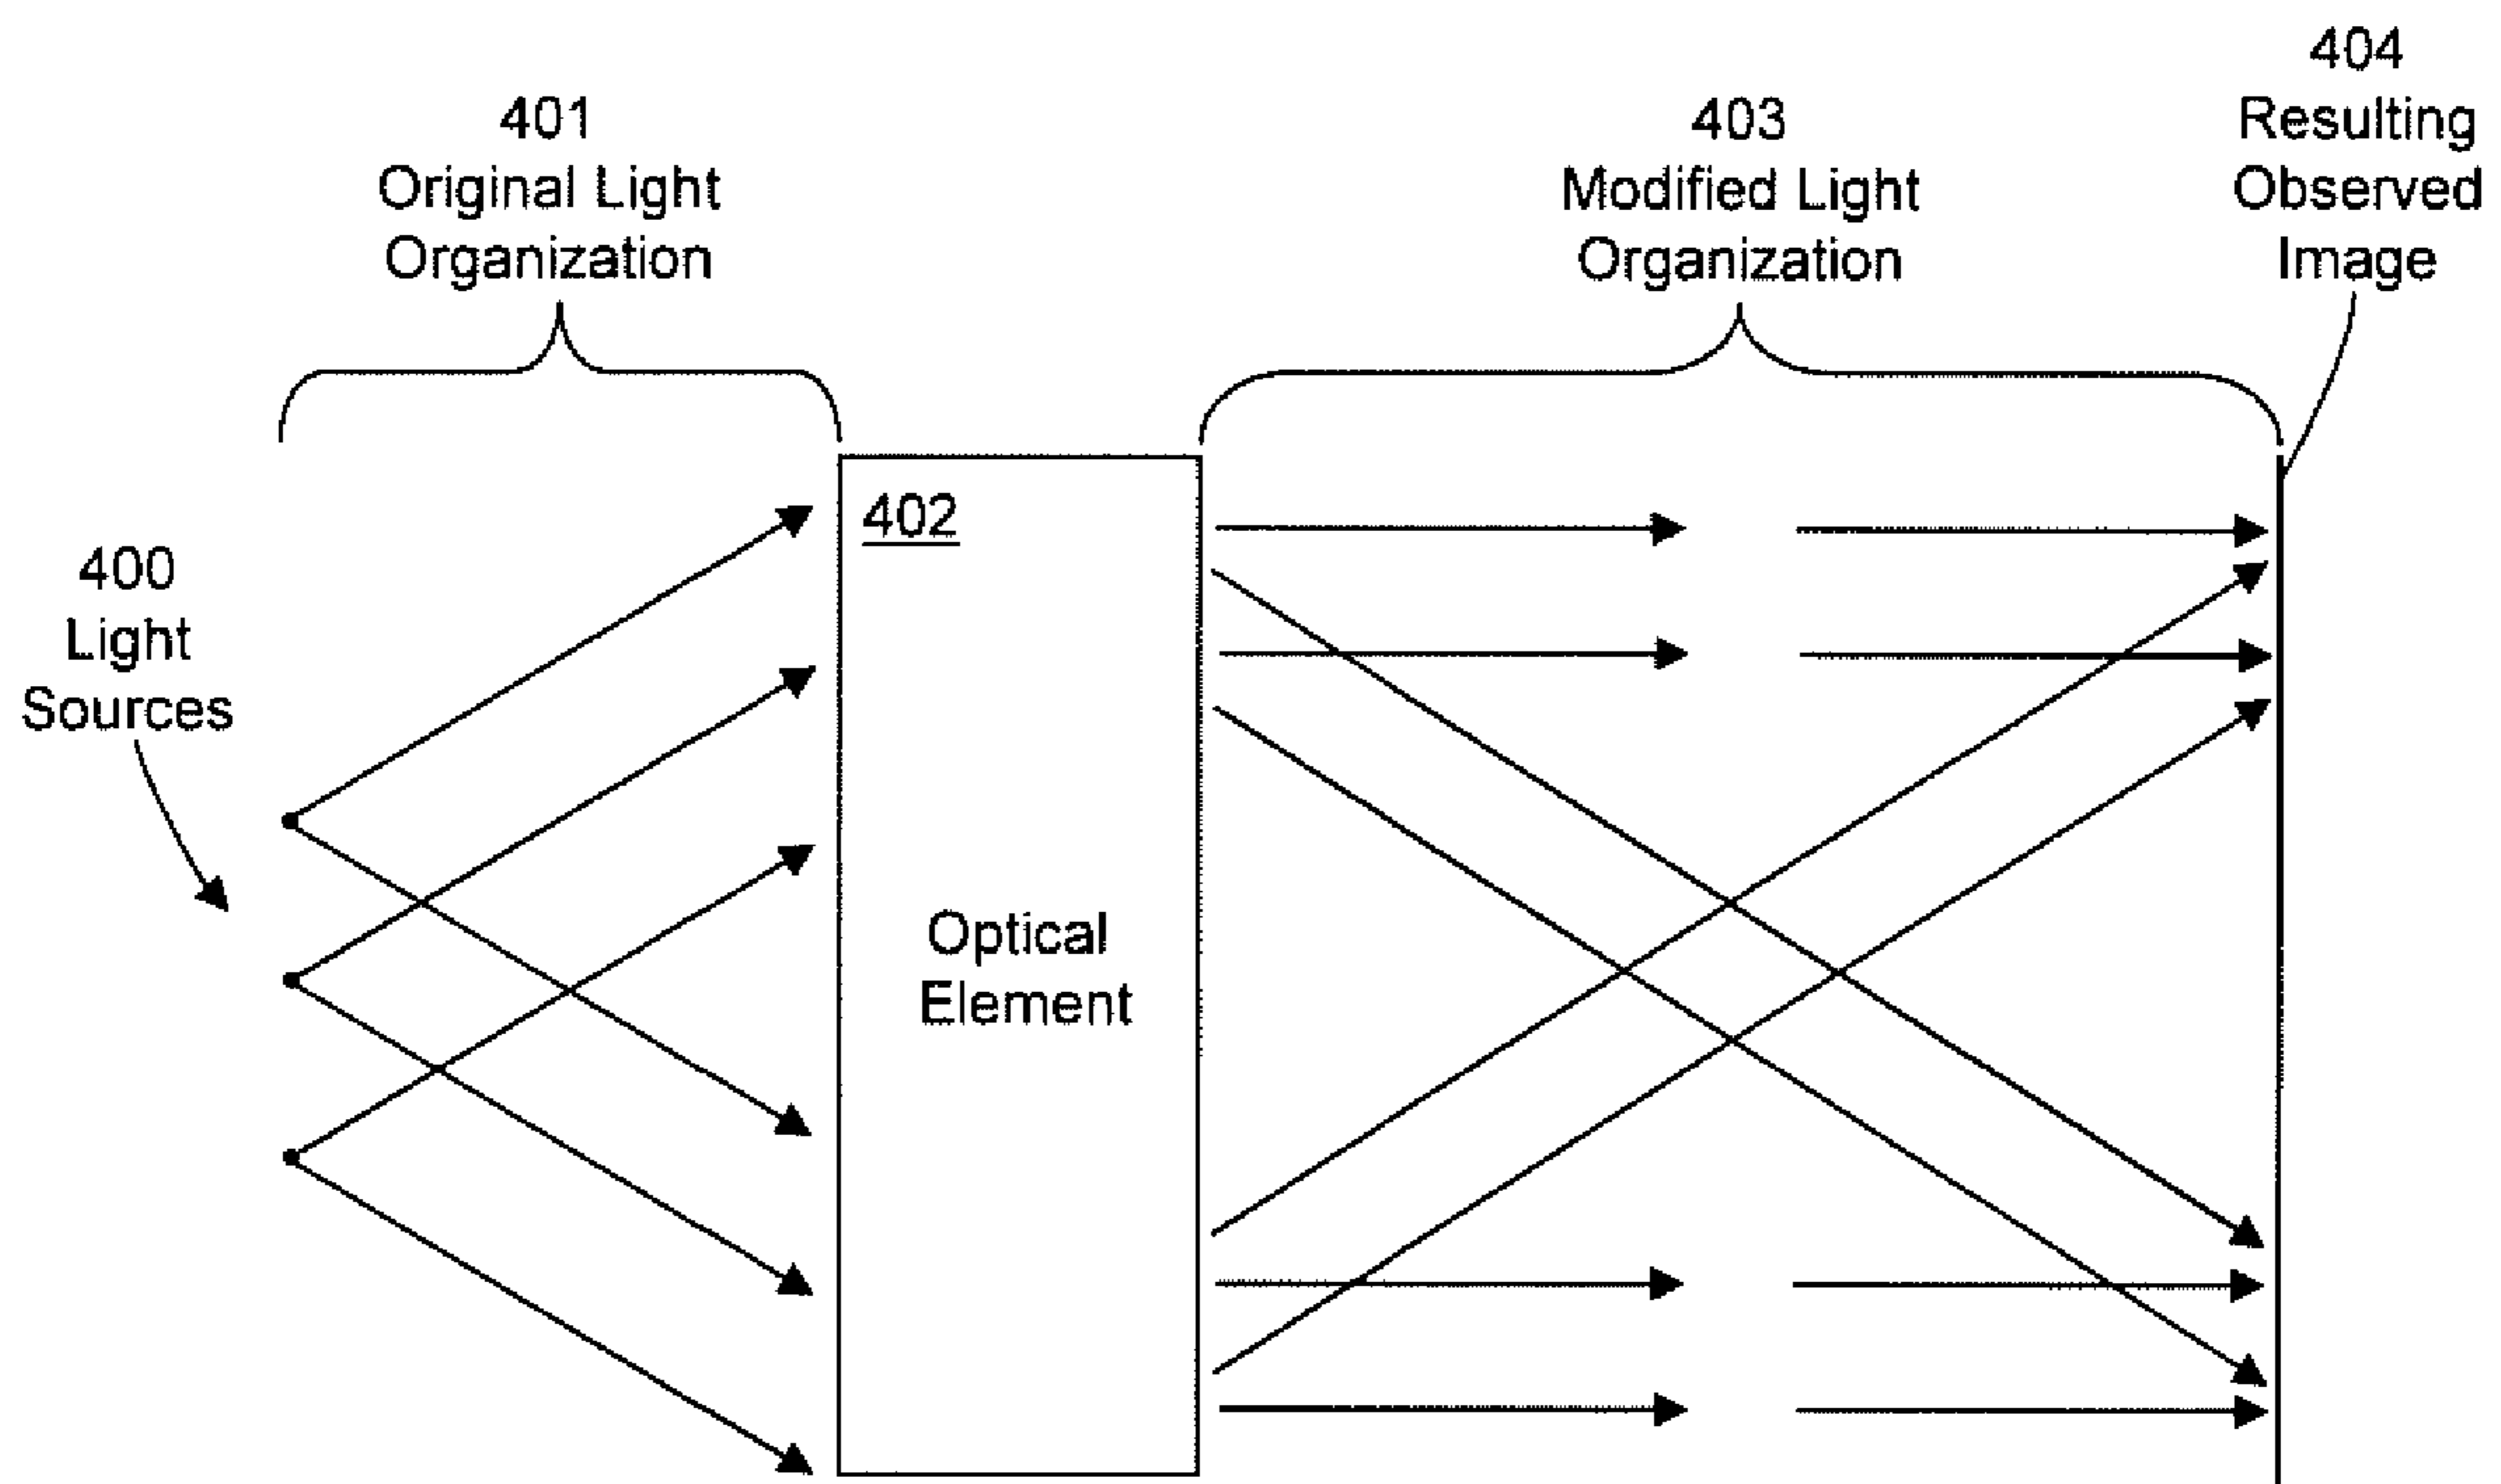 401
Original Light
Organization
403
Modified Light
Organization
404
Resulting
Observed
Image
400
Light
Sources
402
Optical
Element